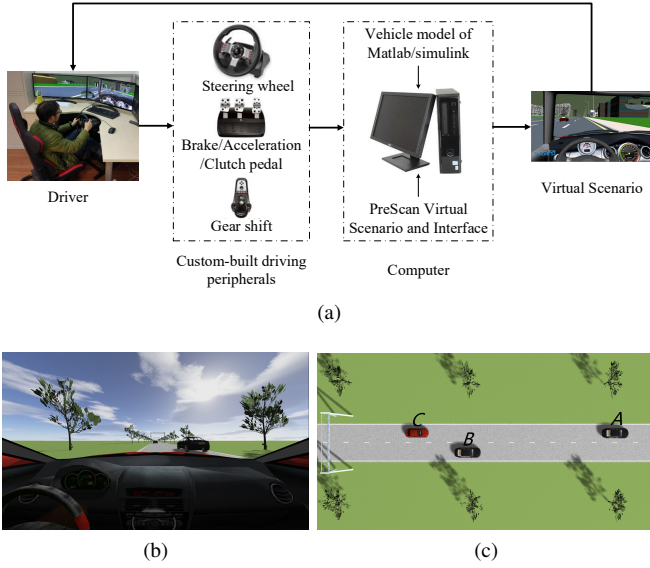 Vehicle model of
Matlab/simulink
Steering wheel
Brake/Acceleration
/Clutch pedal
Driver
Virtual Scenario
PreScan Virtual
Scenario and Interface
Gear shift
Custom-built driving
peripherals
Computer
(a)
C
A
B
(b)
(c)